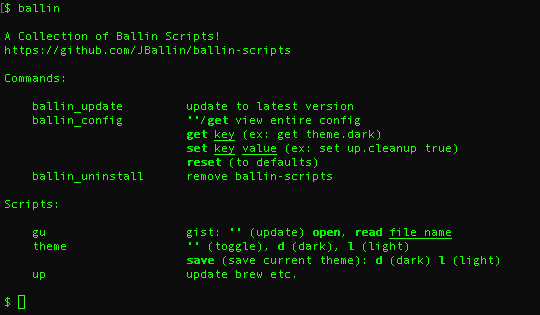 [$ ballin
A Collection of Ballin Scripts!
https://github.com/JBallin/ballin-scripts
Commands:
ballin_update update to latest version
ballin_config ''/get view entire config
get key (ex: get theme.dark)
set key value (ex: set up.cleanup true)
reset (to defaults)
ballin_uninstall remove ballin-scripts
Scripts:
gu gist: '' (update) open, read file name
theme '' (toggle), d (dark), l (light)
save (save current theme): d (dark) l (light)
up update brew etc.
$